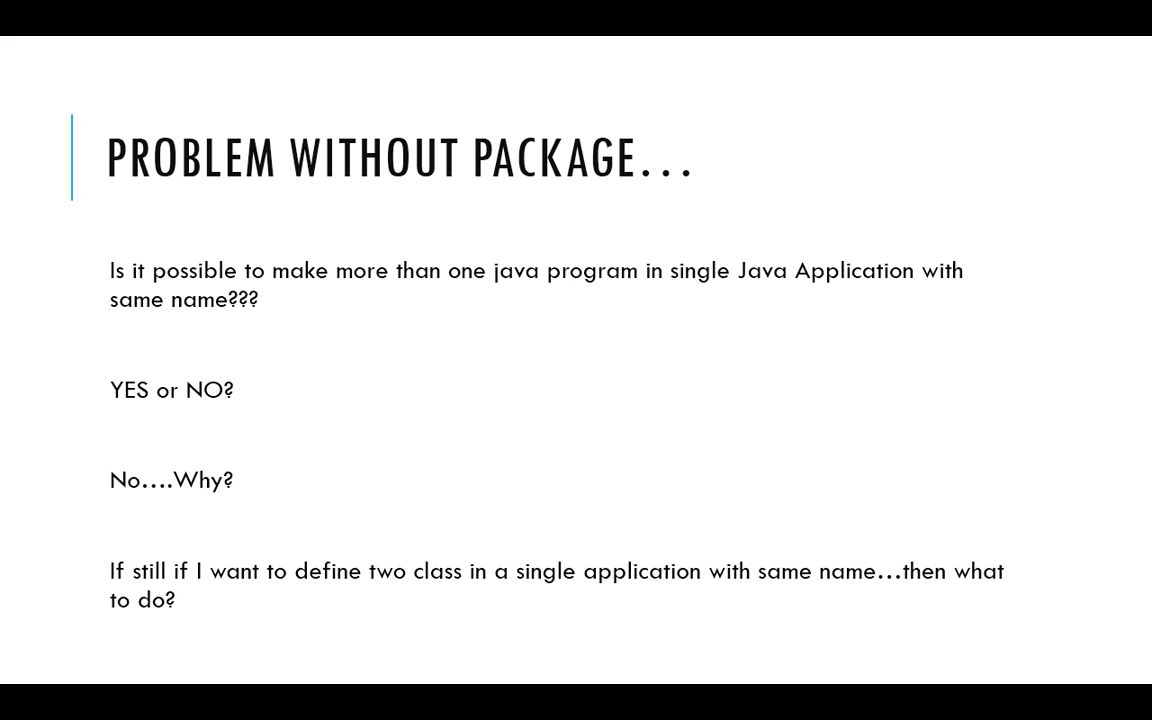 PROBLEM WITHOUT PACKAGE...
Is it possible to make more than one java program in single Java Application with
same name???
YES or NO?
No....Why?
If still if I want to define two class in a single application with same name...then what
to do?